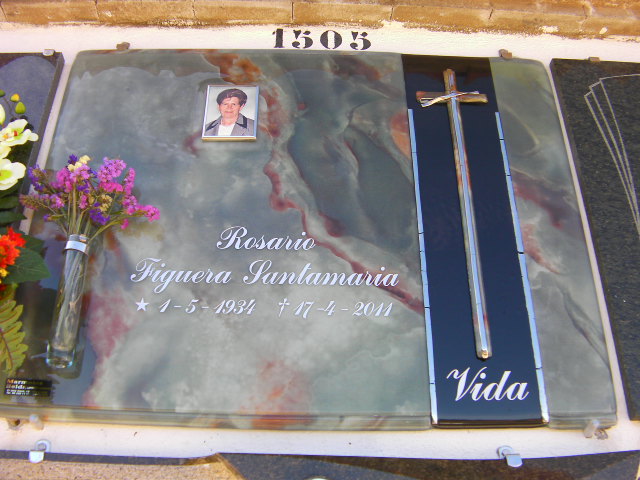 1505
Rosario
Figuera Santamaria
★ 1-5-1934 † 17-4-2011
Vida